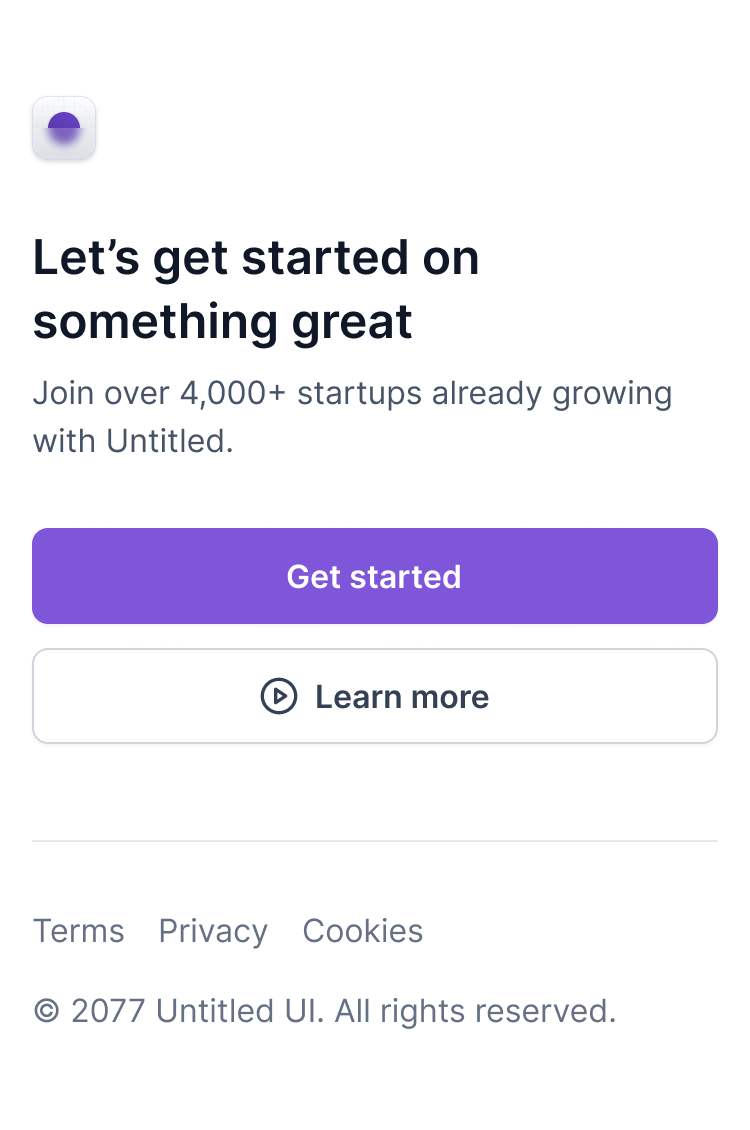 Let’s get started on
something great
Join over 4,000+ startups already growing
with Untitled.
Get started
Learn more
Terms Privacy Cookies
© 2077 Untitled UI. All rights reserved.